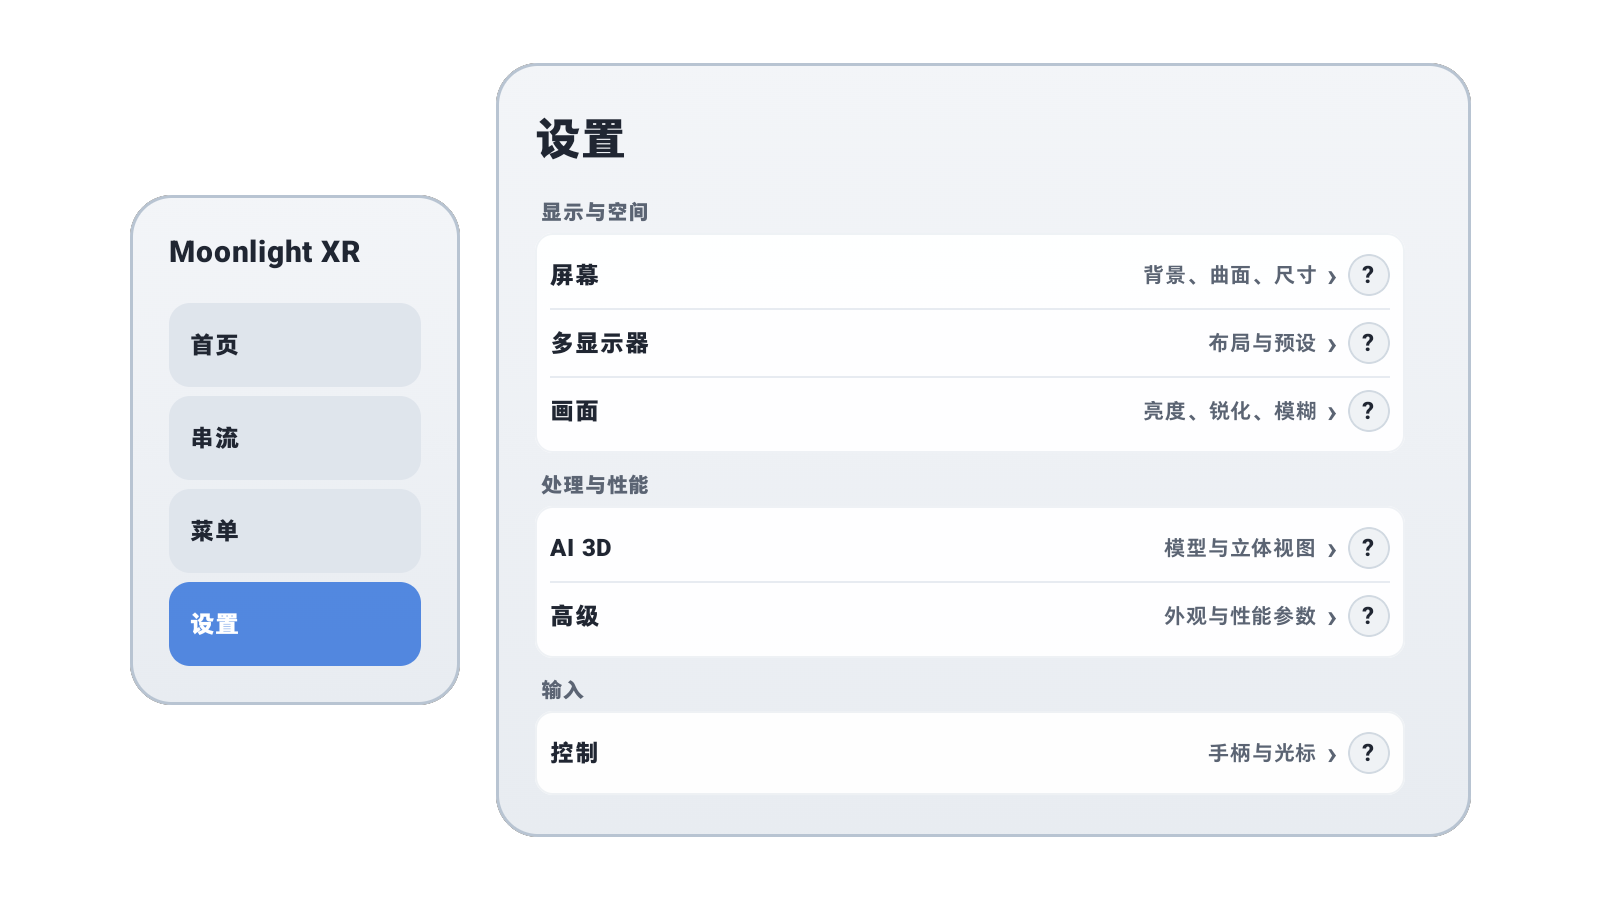 Moonlight XR
首页
串流
菜单
设置
设置
显示与空间
屏幕 背景、曲面、尺寸 › ?
多显示器 布局与预设 › ?
画面 亮度、锐化、模糊 › ?
处理与性能
AI 3D 模型与立体视图 › ?
高级 外观与性能参数 › ?
输入
控制 手柄与光标 › ?